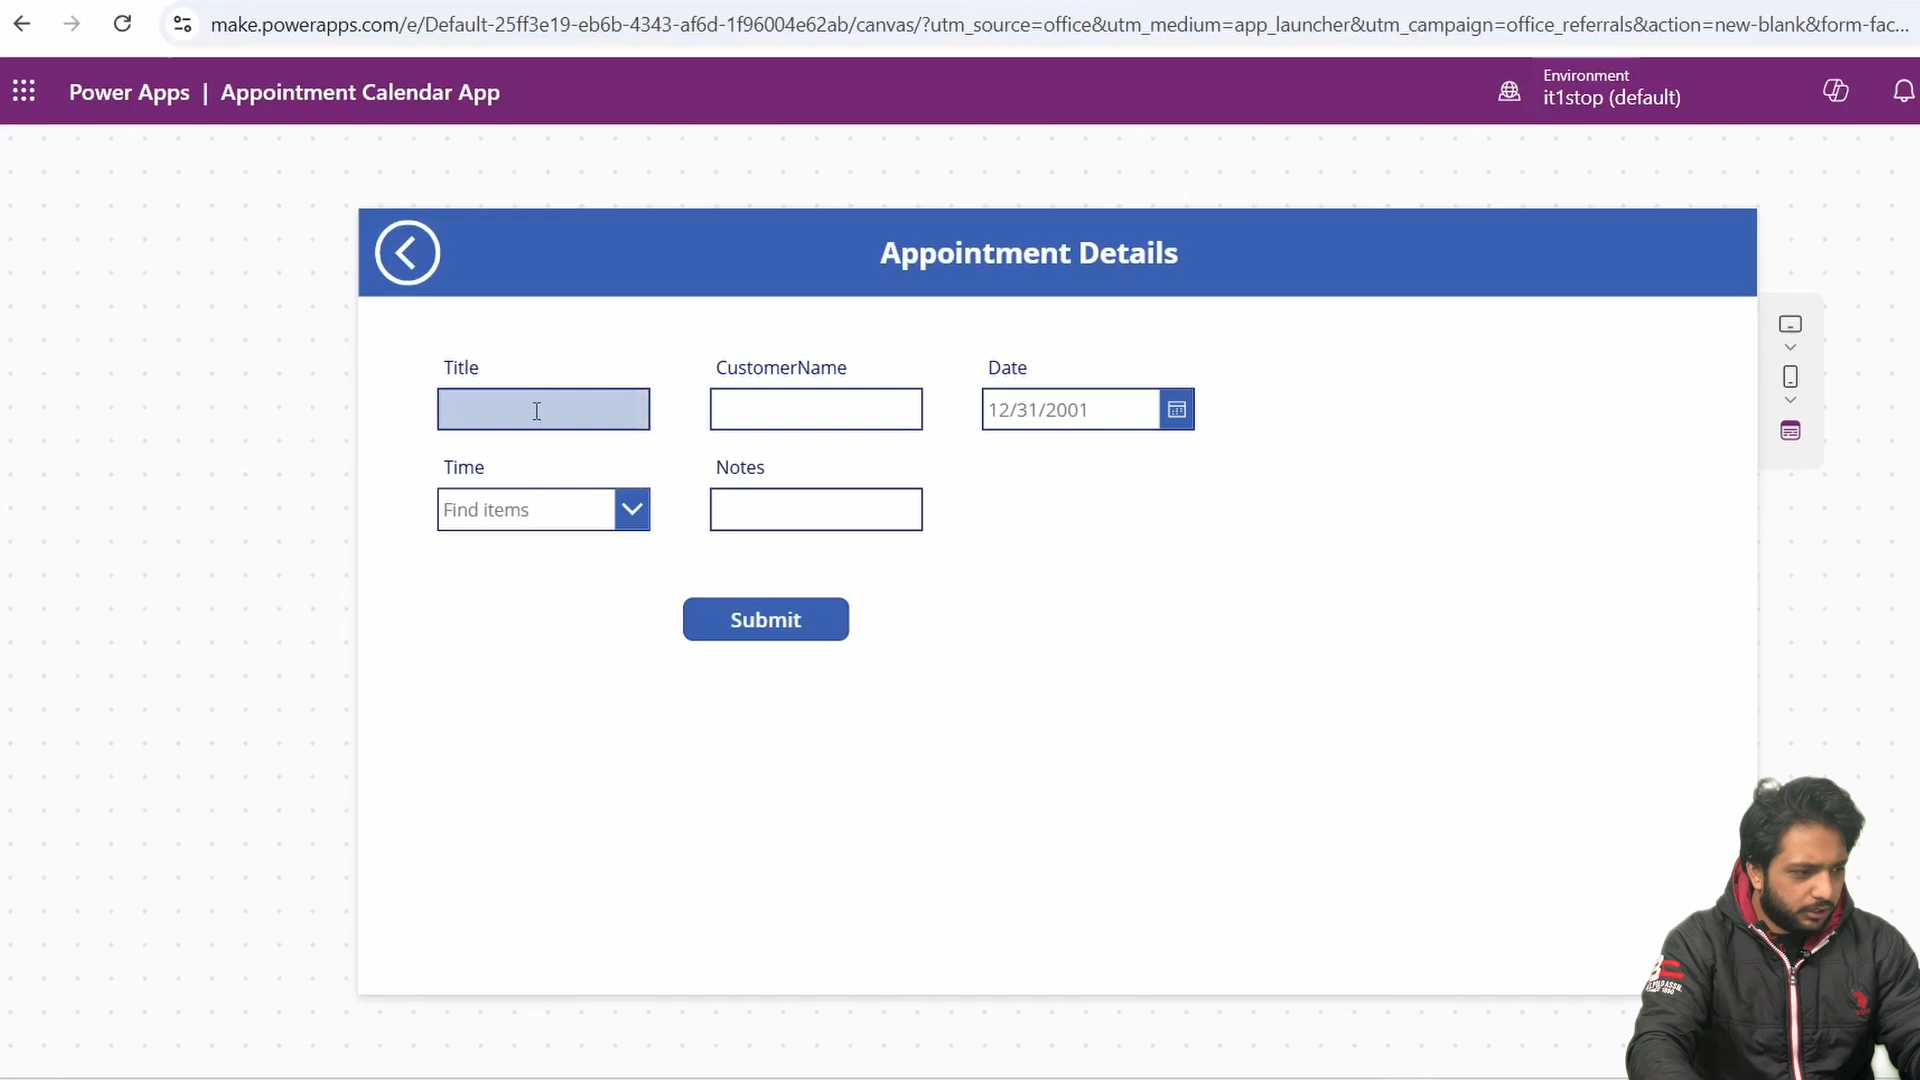 make.powerapps.com/e/Default-25ff3e19-eb6b-4343-af6d-1f96004e62ab/canvas/?utm_source=office&utm_medium=app_launcher&utm_campaign=office_referrals&action=new-blank&form-fac...
Power Apps | Appointment Calendar App
Environment
it1stop (default)
Appointment Details
Title
CustomerName
Date
12/31/2001
Time
Notes
Find items
Submit